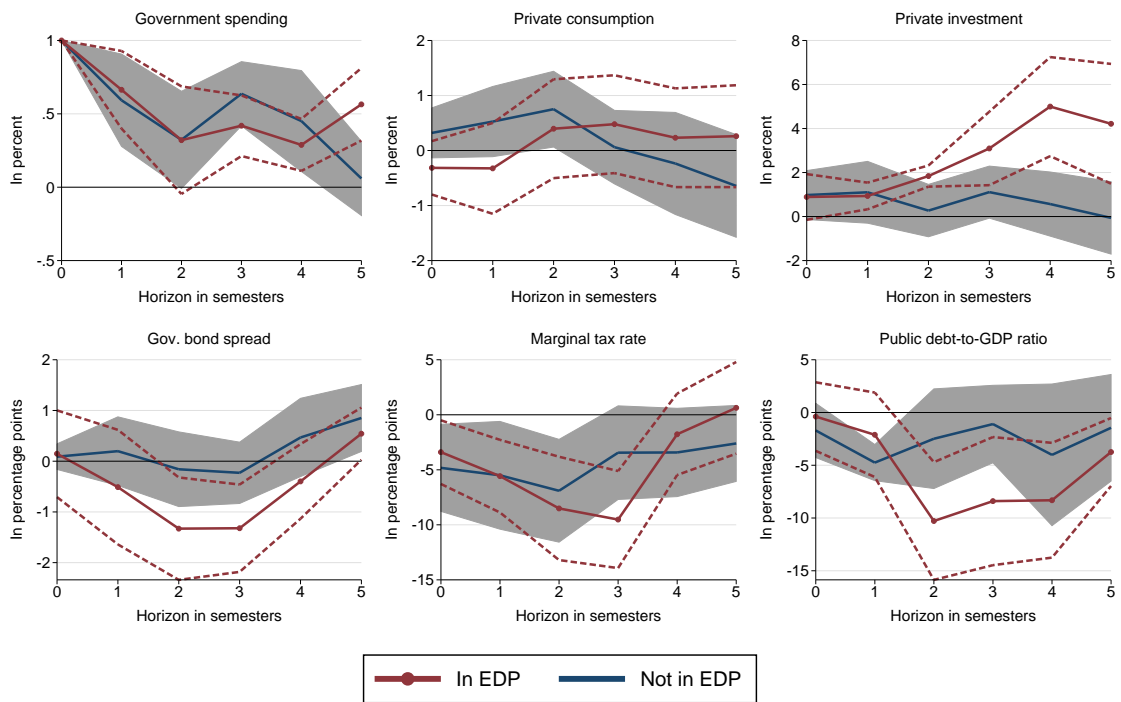 Government spending
In percent
1
.5
0
-.5
0 1 2 3 4 5
Horizon in semesters
Private consumption
In percent
2
1
0
-1
-2
0 1 2 3 4 5
Horizon in semesters
Private investment
In percent
8
6
4
2
0
-2
0 1 2 3 4 5
Horizon in semesters
Gov. bond spread
In percentage points
2
1
0
-1
-2
0 1 2 3 4 5
Horizon in semesters
Marginal tax rate
In percentage points
5
0
-5
-10
-15
0 1 2 3 4 5
Horizon in semesters
Public debt-to-GDP ratio
In percentage points
5
0
-5
-10
-15
0 1 2 3 4 5
Horizon in semesters
In EDP Not in EDP